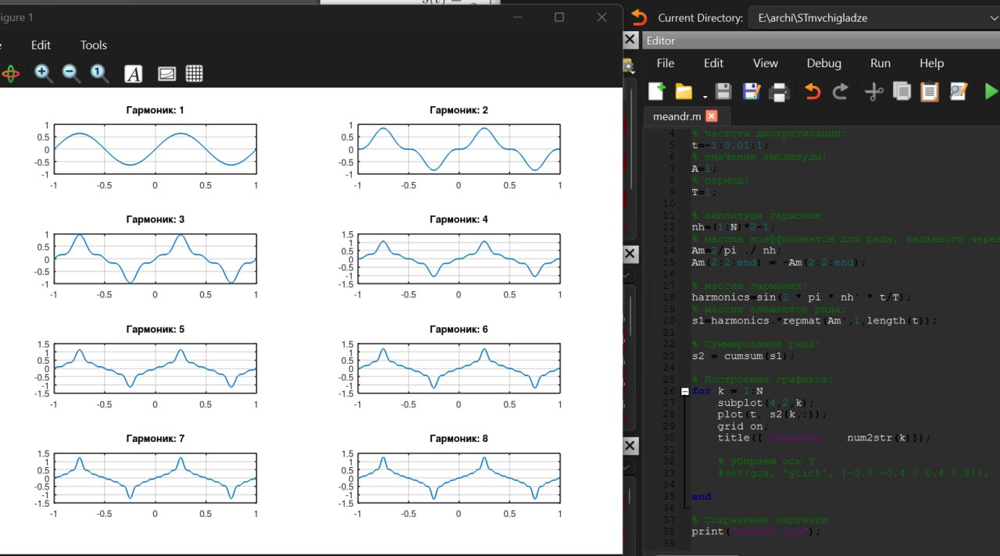 igure 1
Edit Tools
Гармоник: 1
1
0.5
0
-0.5
-1 -0.5 0 0.5 1
Гармоник: 2
1
0.5
0
-0.5
-1
-1 -0.5 0 0.5 1
Гармоник: 3
1
0.5
0
-0.5
-1
-1 -0.5 0 0.5 1
Гармоник: 4
1.5
1
0.5
0
-0.5
-1
-1.5
-1 -0.5 0 0.5 1
Гармоник: 5
1.5
1
0.5
0
-0.5
-1
-1.5
-1 -0.5 0 0.5 1
Гармоник: 6
1.5
1
0.5
0
-0.5
-1
-1.5
-1 -0.5 0 0.5 1
Гармоник: 7
1.5
1
0.5
0
-0.5
-1
-1.5
-1 -0.5 0 0.5 1
Гармоник: 8
1.5
1
0.5
0
-0.5
-1
-1.5
-1 -0.5 0 0.5 1
Current Directory: E:\archi\STmvchigladze
Editor
File Edit View Debug Run Help
meandr.m
4 % частота дискретизации:
5 t=-1:0.01:1;
6 % значение амплитуды:
7 A=1;
8 % период:
9 T=1;
10
11 % амплитуда гармоник
12 nh=(1:N)*2-1;
13 % массив коэффициентов для ряда, заданного через
14 Am=2/pi ./ nh;
15 Am(2:2:end) = -Am(2:2:end);
16
17 % массив гармоник:
18 harmonics=sin(2 * pi * nh' * t/T);
19 % массив элементов ряда:
20 s1=harmonics.*repmat(Am',1,length(t));
21
22 % Суммирование ряда:
23 s2 = cumsum(s1);
24
25 % Построение графиков:
26 for k = 1:N
27 subplot(4,2,k);
28 plot(t, s2(k,:));
29 grid on;
30 title(['Гармоник: ' num2str(k)]);
31
32 % убираем ось Y
33 #set(gca, 'ytick', [-0.8 -0.4 0 0.4 0.8]);
34
35 end
36
37 % Сохранение картинки
38 print("meandr.png");
39